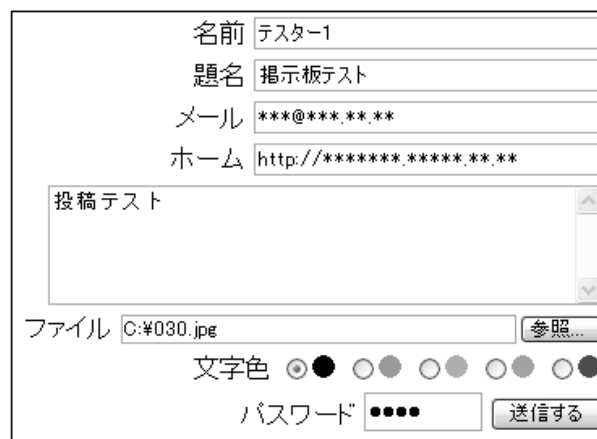 名前 テスター1
題名 掲示板テスト
メール ***@***.**.**
ホーム http://*******.*****.**.**
投稿テスト
ファイル C:¥030.jpg 参照...
文字色
パスワード ●●●● 送信する